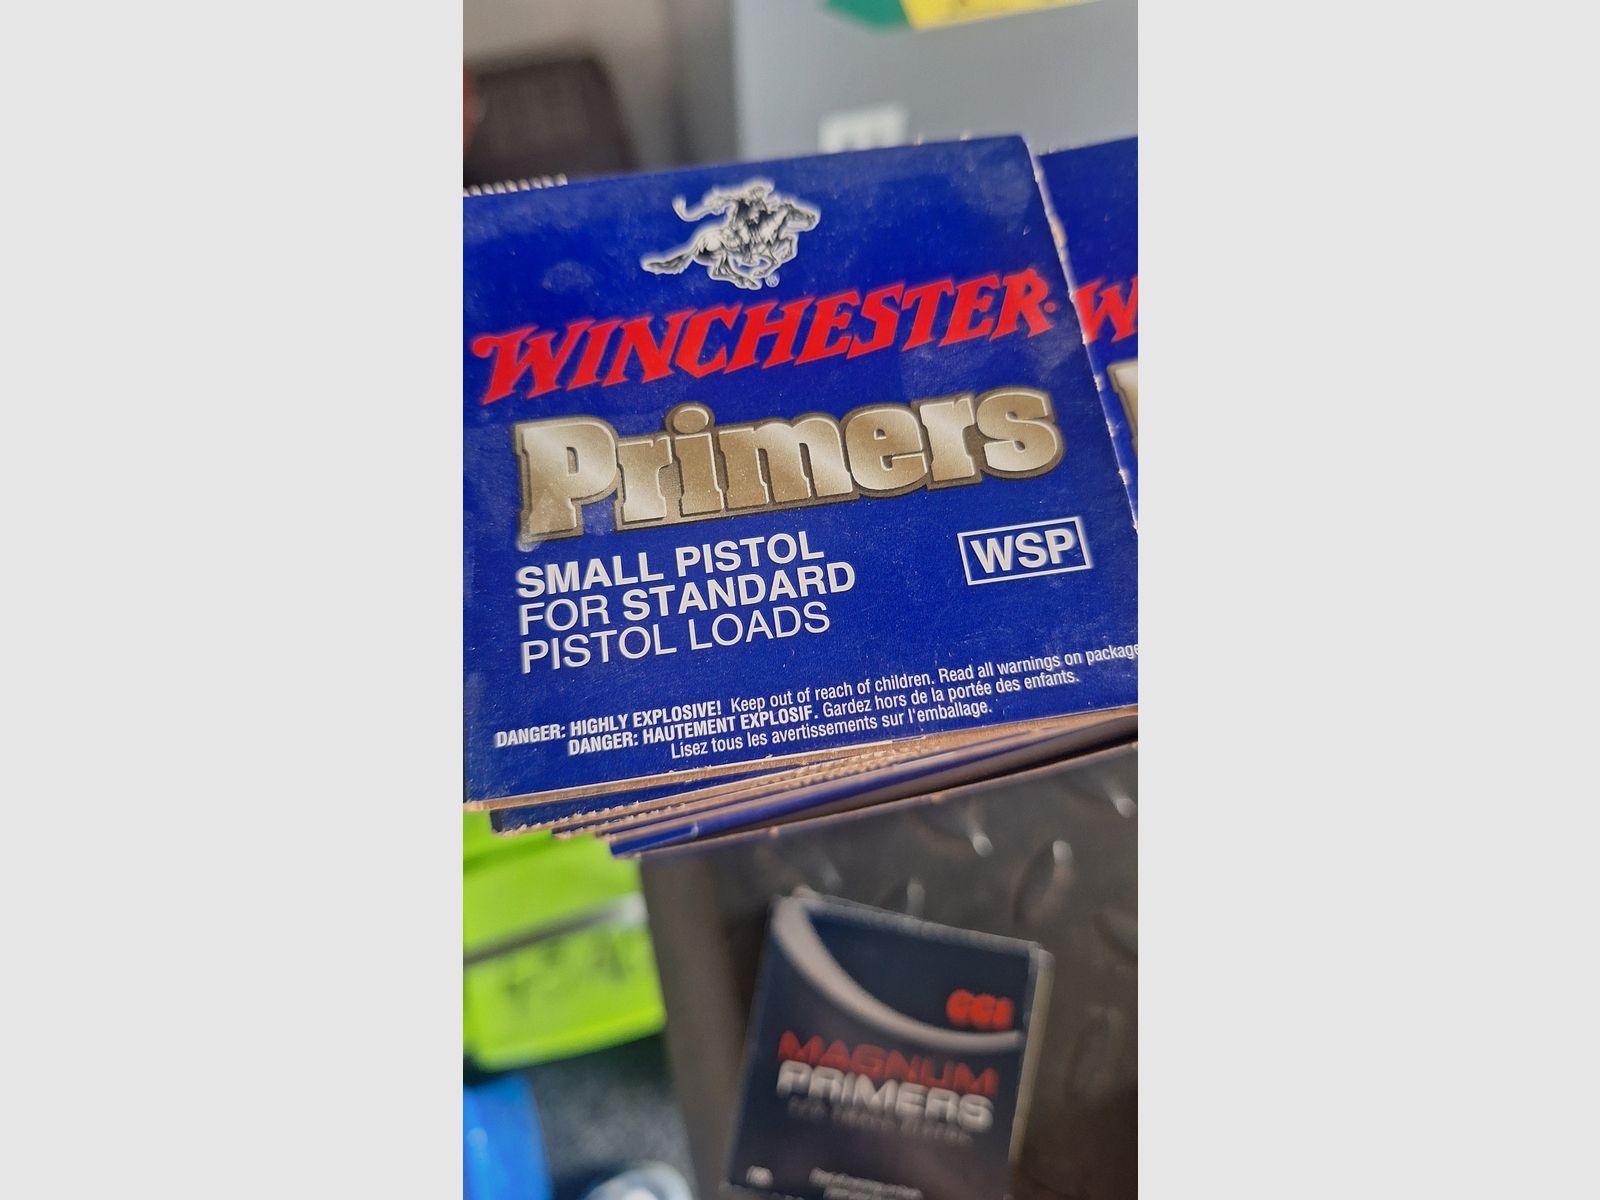 WINCHESTER
Primers
SMALL PISTOL
FOR STANDARD
PISTOL LOADS
WSP
DANGER: HIGHLY EXPLOSIVE! Keep out of reach of children. Read all warnings on package
DANGER: HAUTEMENT EXPLOSIF. Gardez hors de la portée des enfants.
Lisez tous les avertissements sur l'emballage.
W
CCI
MAGNUM
PRIMERS